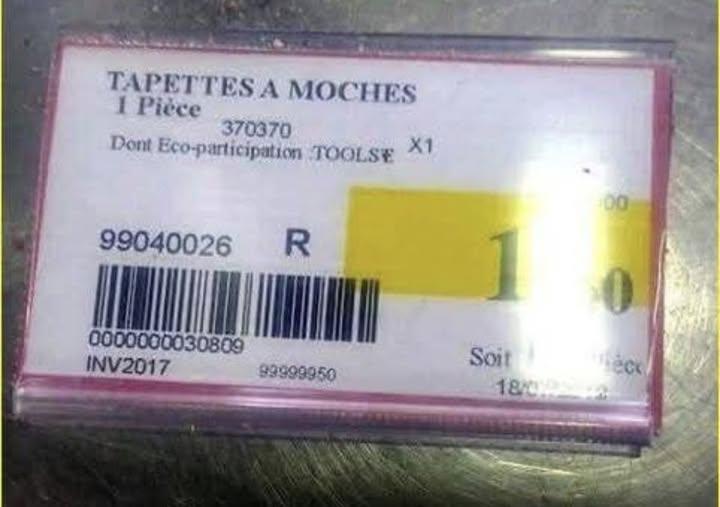 TAPETTES A MOCHES
1 Pièce
370370
Dont Eco-participation :TOOLS€ X1
99040026 R
0000000030809
INV2017
99999950
Soit